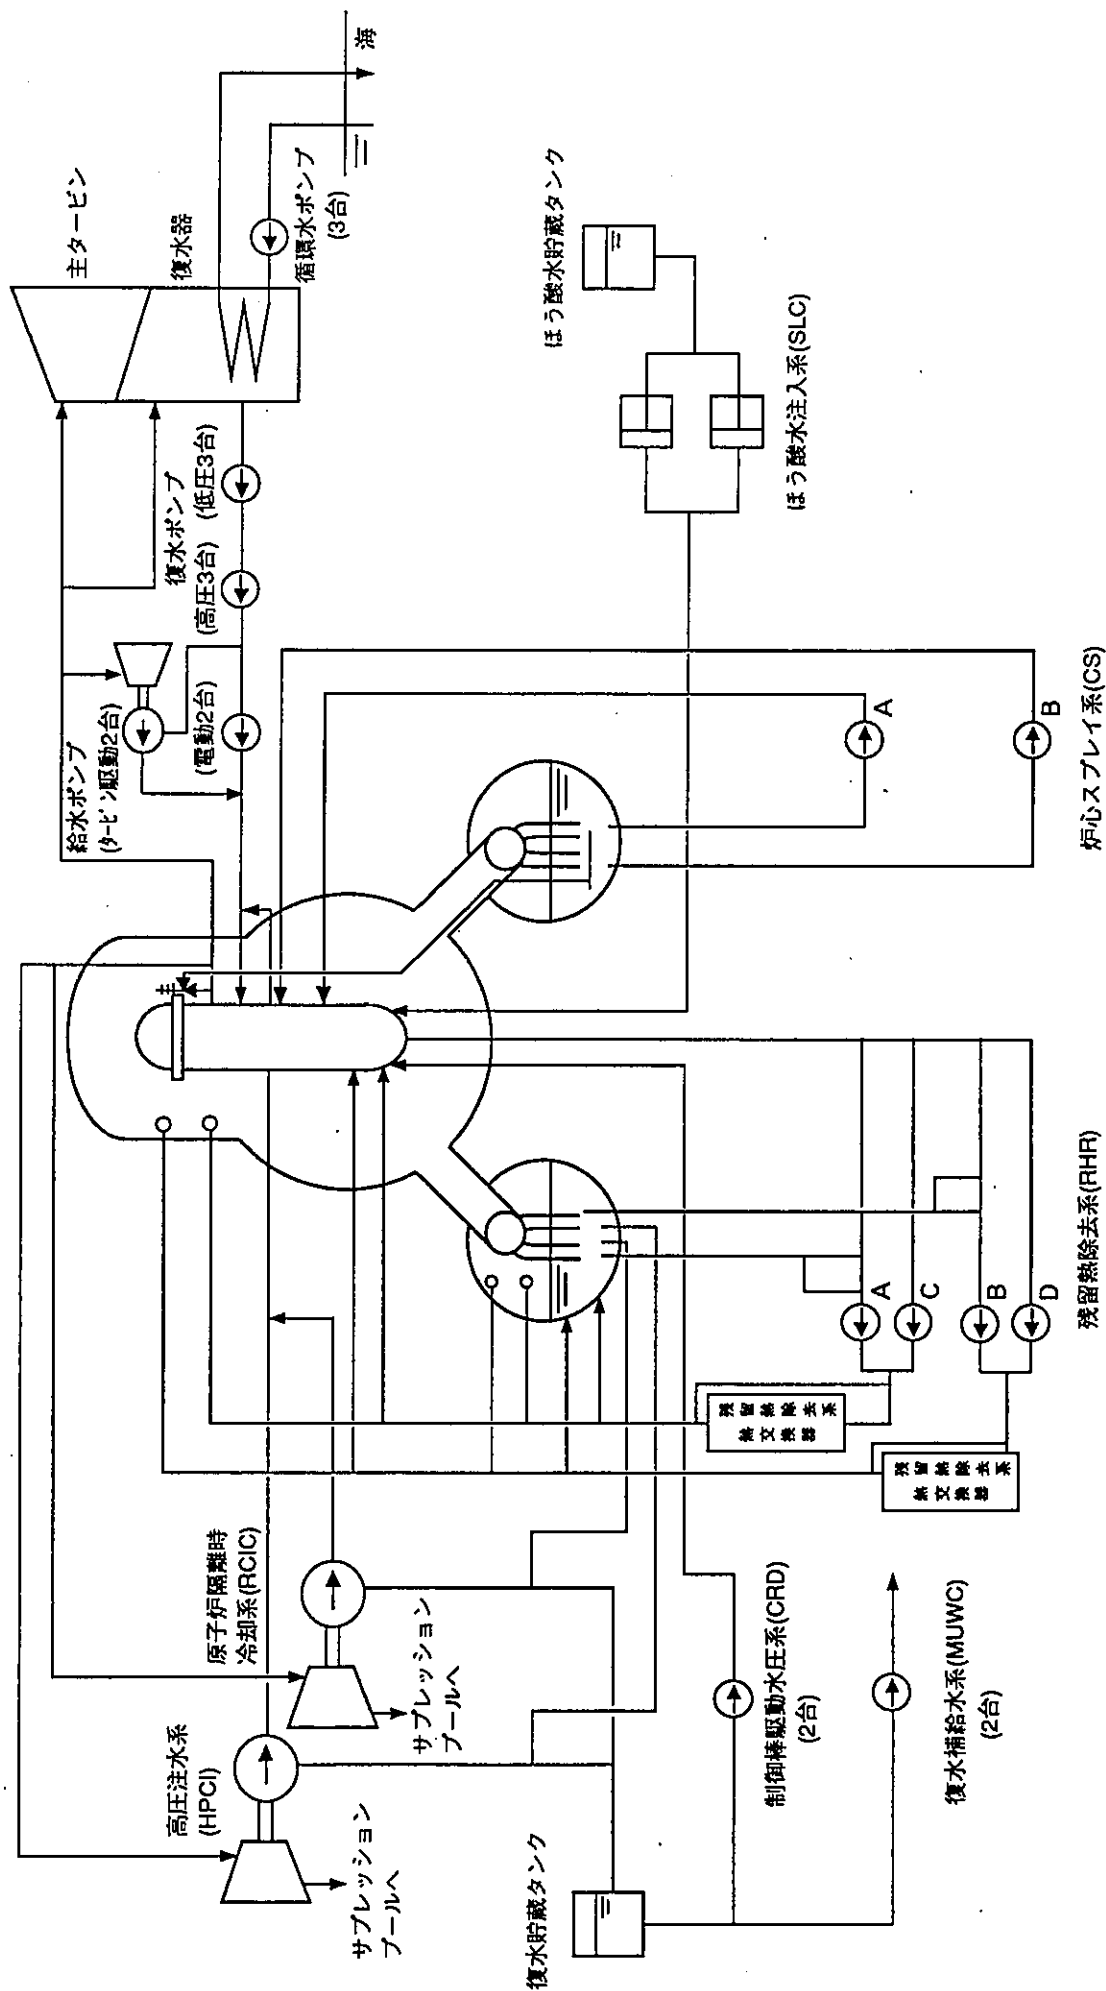 サプレッション
プールへ
高圧注水系
(HPCI)
サプレッション
プールへ
原子炉隔離時
冷却系(RCIC)
給水ポンプ
(ﾀｰﾋﾞﾝ駆動2台)
(電動2台)
復水ポンプ
(高圧3台)
(低圧3台)
主タービン
復水器
循環水ポンプ
(3台)
海
復水貯蔵タンク
ほう酸水貯蔵タンク
ほう酸水注入系(SLC)
制御棒駆動水圧系(CRD)
(2台)
復水補給水系(MUWC)
(2台)
残留熱除去系
熱交換器
残留熱除去系
熱交換器
A
C
B
D
残留熱除去系(RHR)
A
B
炉心スプレイ系(CS)